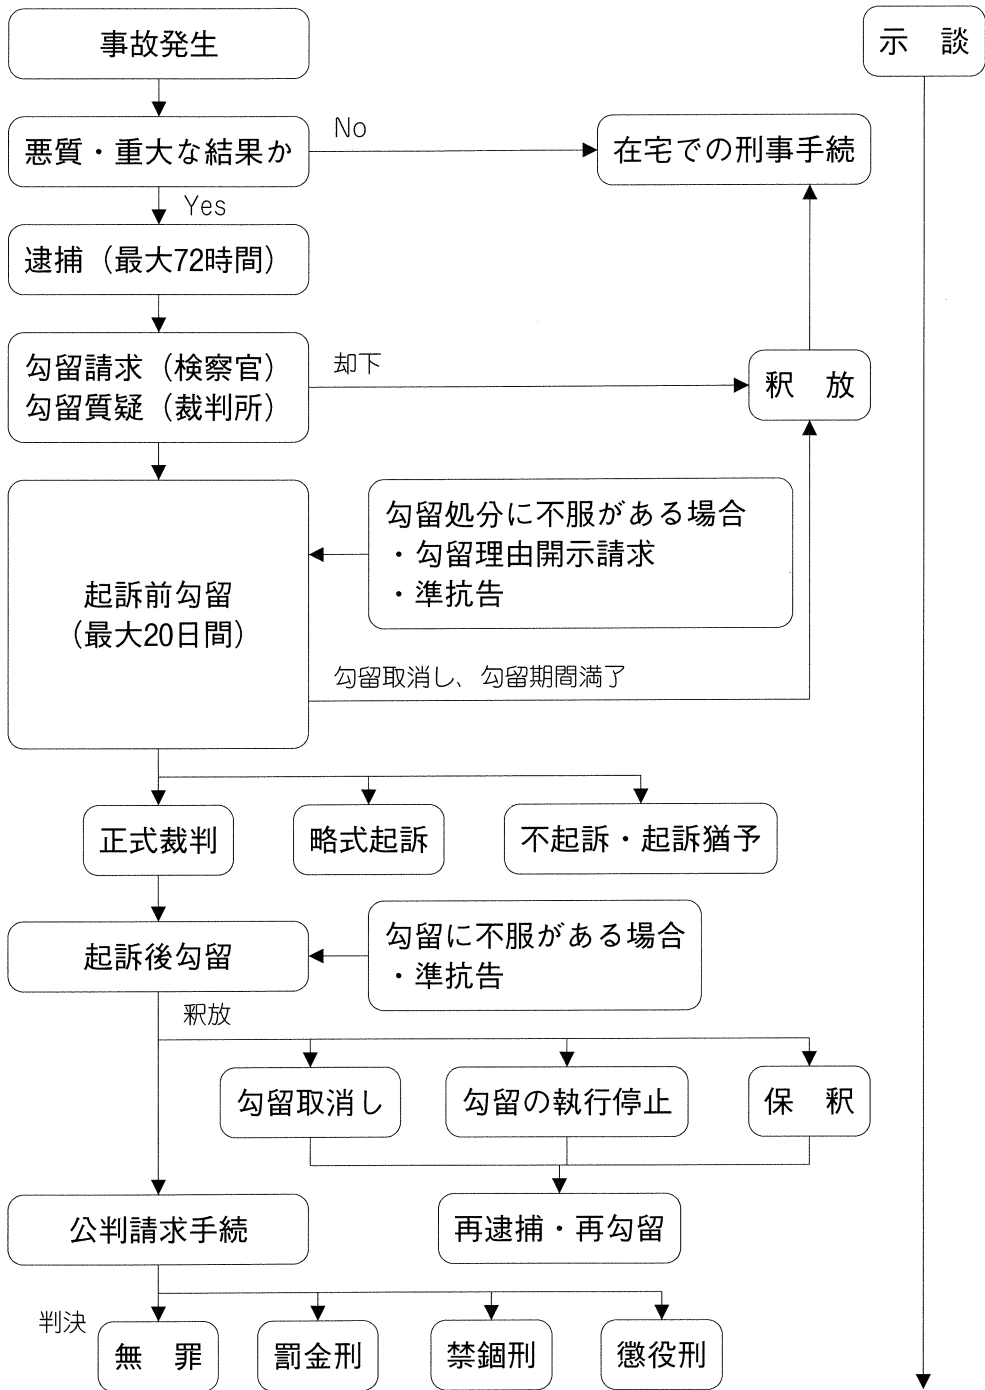 事故発生
示　談
悪質・重大な結果か
No
在宅での刑事手続
Yes
逮捕（最大72時間）
勾留請求（検察官）
勾留質疑（裁判所）
却下
釈　放
起訴前勾留
（最大20日間）
勾留処分に不服がある場合
・勾留理由開示請求
・準抗告
勾留取消し、勾留期間満了
正式裁判
略式起訴
不起訴・起訴猶予
起訴後勾留
勾留に不服がある場合
・準抗告
釈放
勾留取消し
勾留の執行停止
保　釈
公判請求手続
再逮捕・再勾留
判決
無　罪
罰金刑
禁錮刑
懲役刑